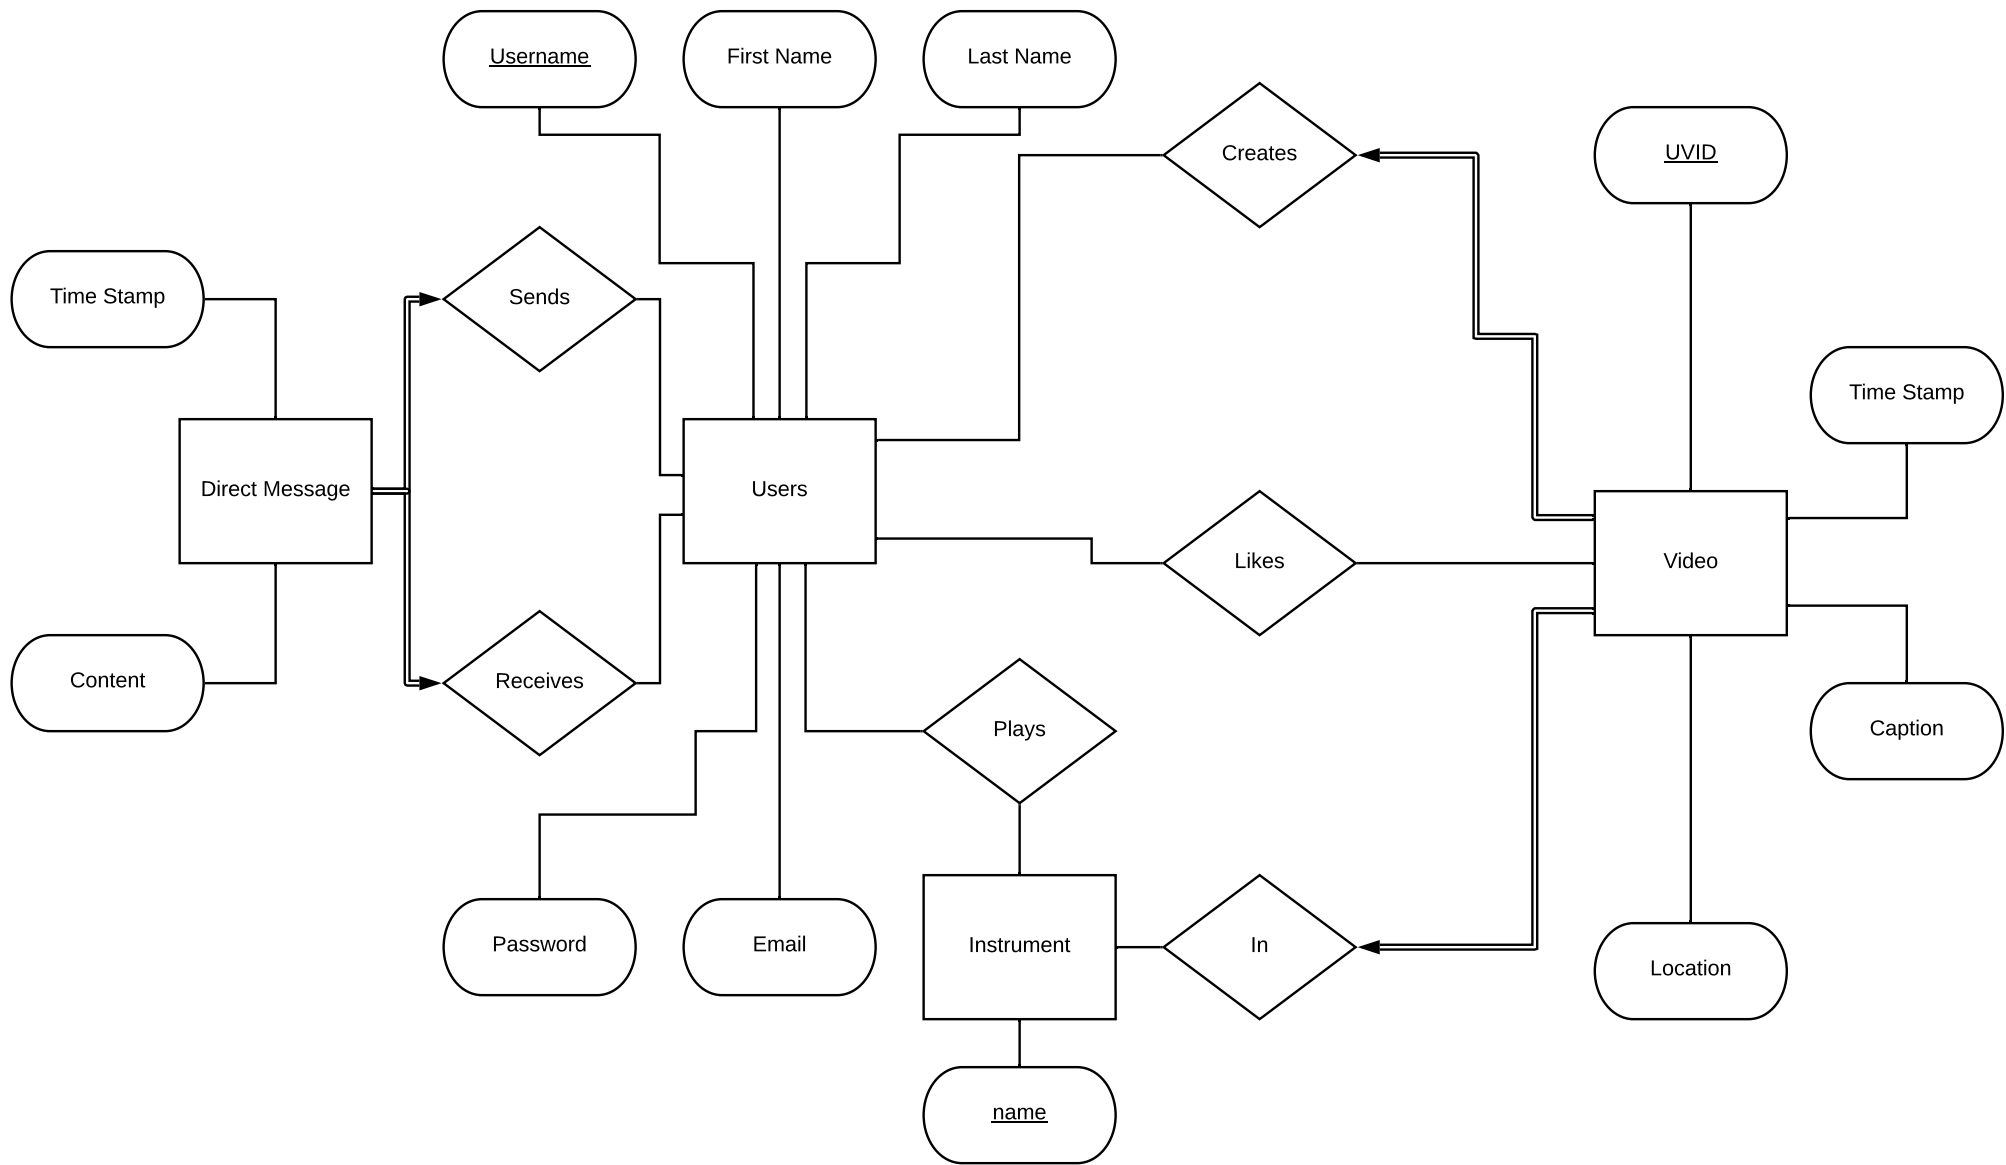 Username
First Name
Last Name
Creates
UVID
Time Stamp
Sends
Time Stamp
Direct Message
Users
Likes
Video
Content
Receives
Plays
Caption
Password
Email
Instrument
In
Location
name